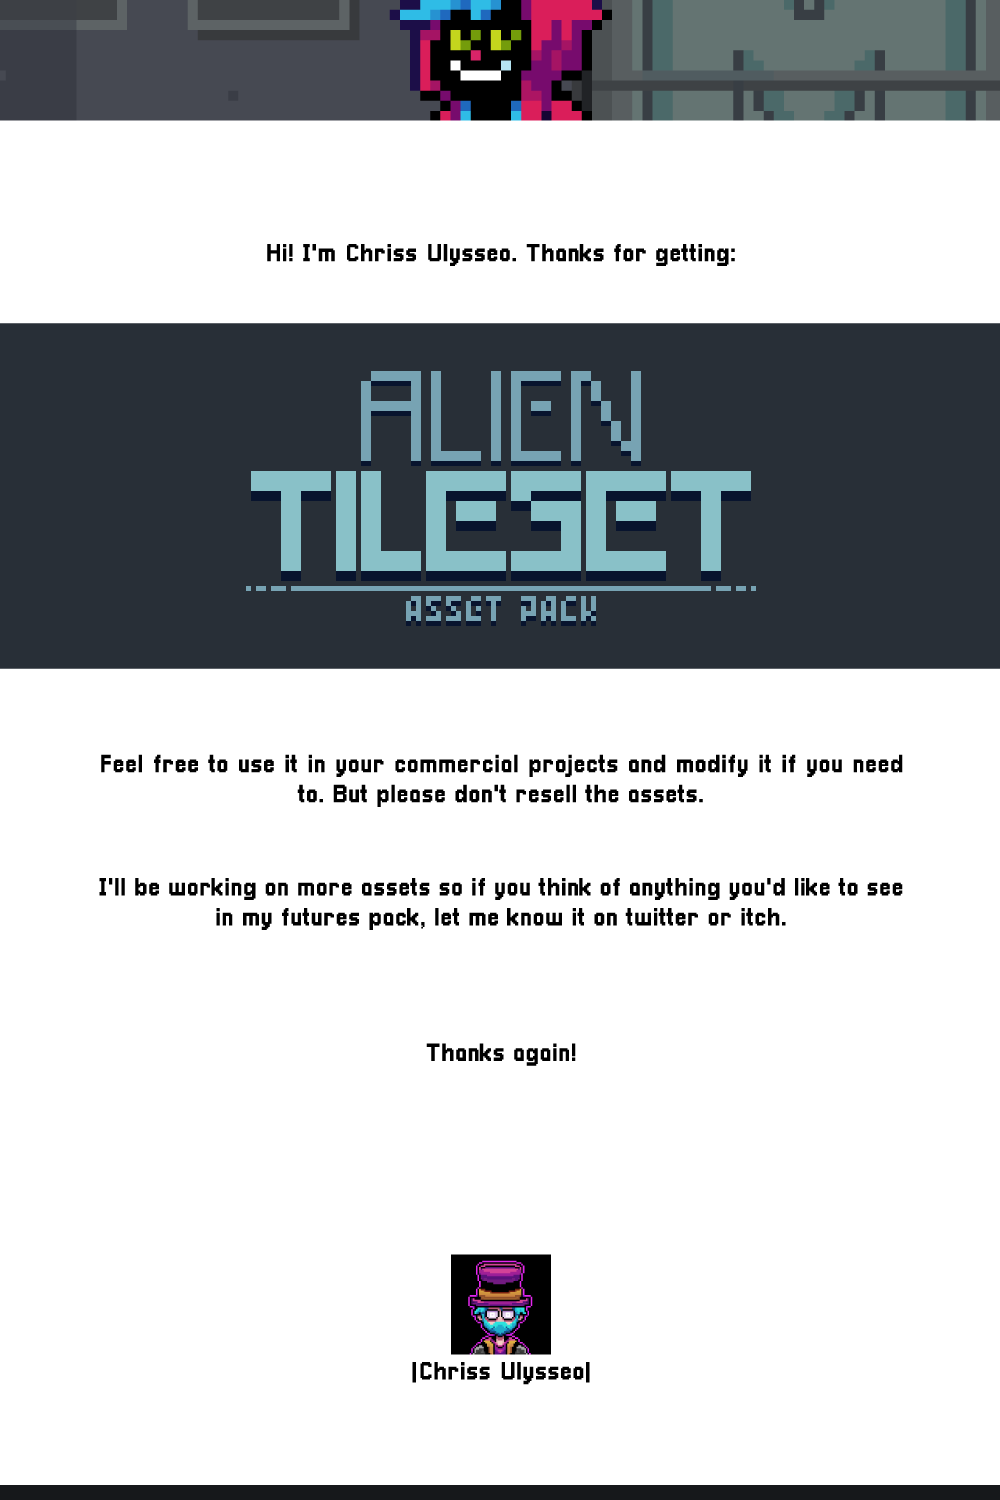 Hi! I'm Chriss Ulysseo. Thanks for getting:
ALIEN
TILESET
ASSET PACK
Feel free to use it in your commercial projects and modify it if you need
to. But please don't resell the assets.
I'll be working on more assets so if you think of anything you'd like to see
in my futures pack, let me know it on twitter or itch.
Thanks again!
|Chriss Ulysseo|